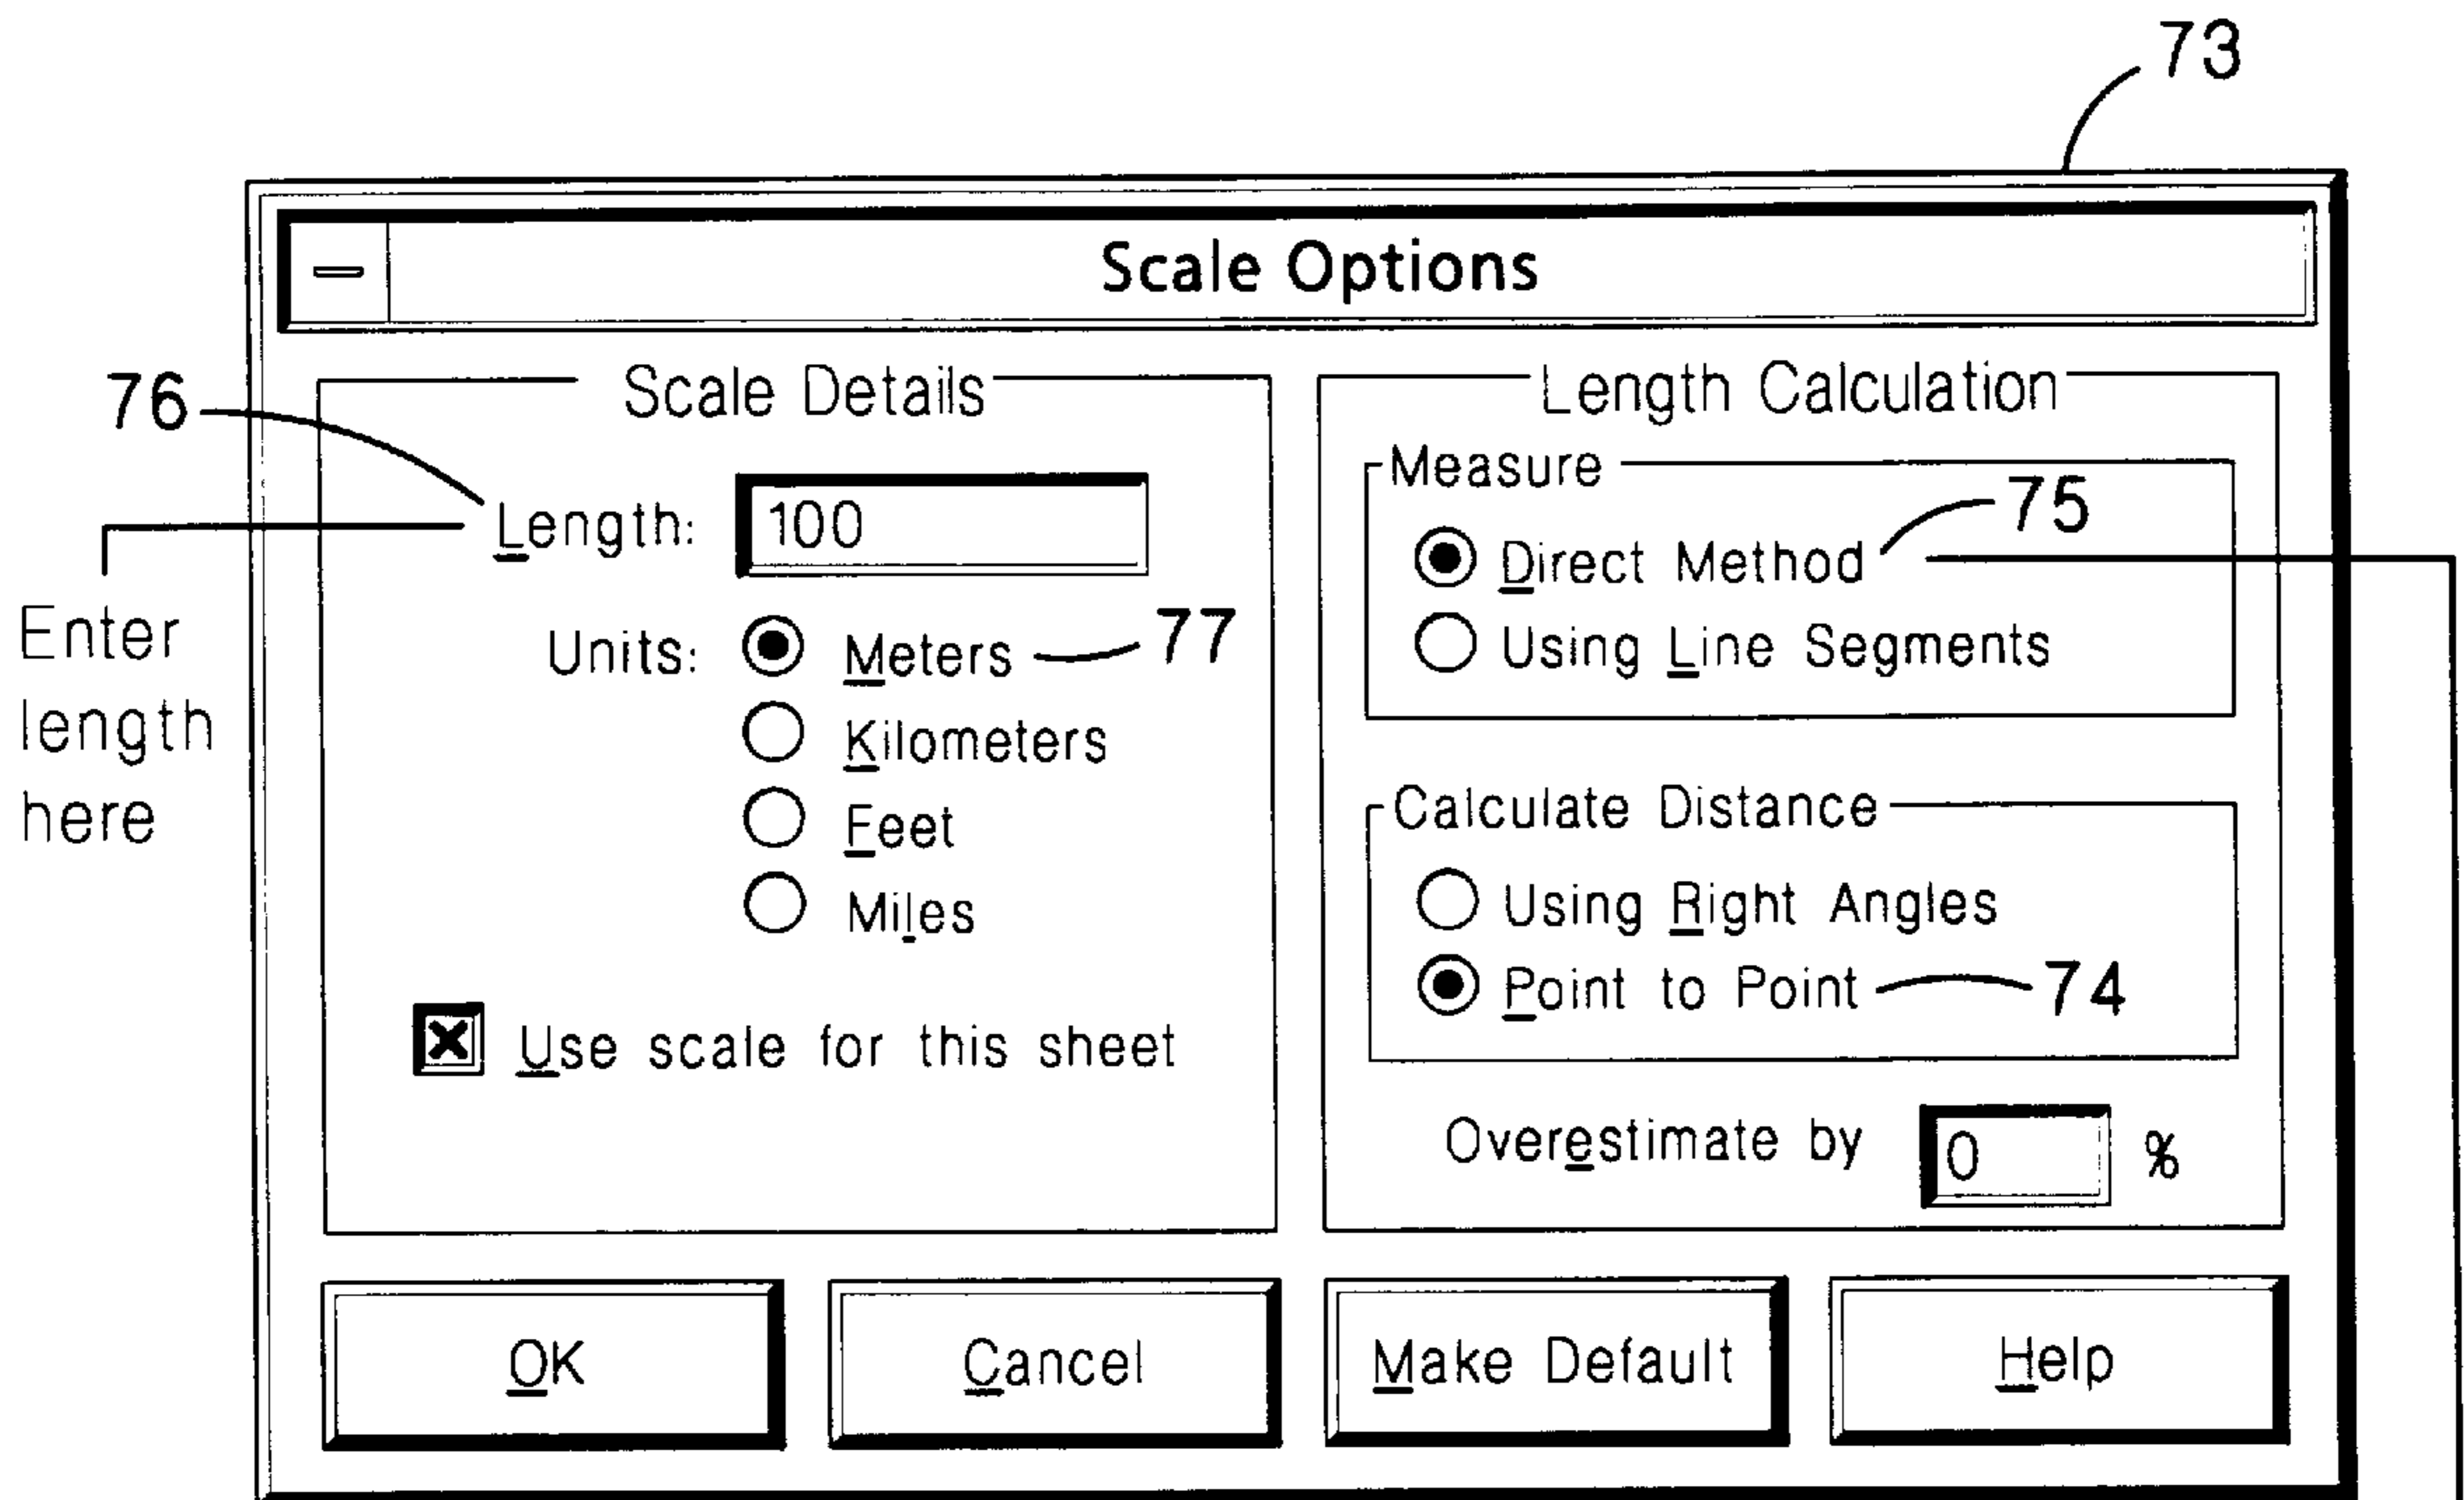 73
Scale Options
76
Scale Details
Length: 100
Enter
length
here
Units: Meters 77
Kilometers
Feet
Miles
Use scale for this sheet
Length Calculation
Measure
75
Direct Method
Using Line Segments
Calculate Distance
Using Right Angles
Point to Point 74
Overestimate by 0 %
OK
Cancel
Make Default
Help